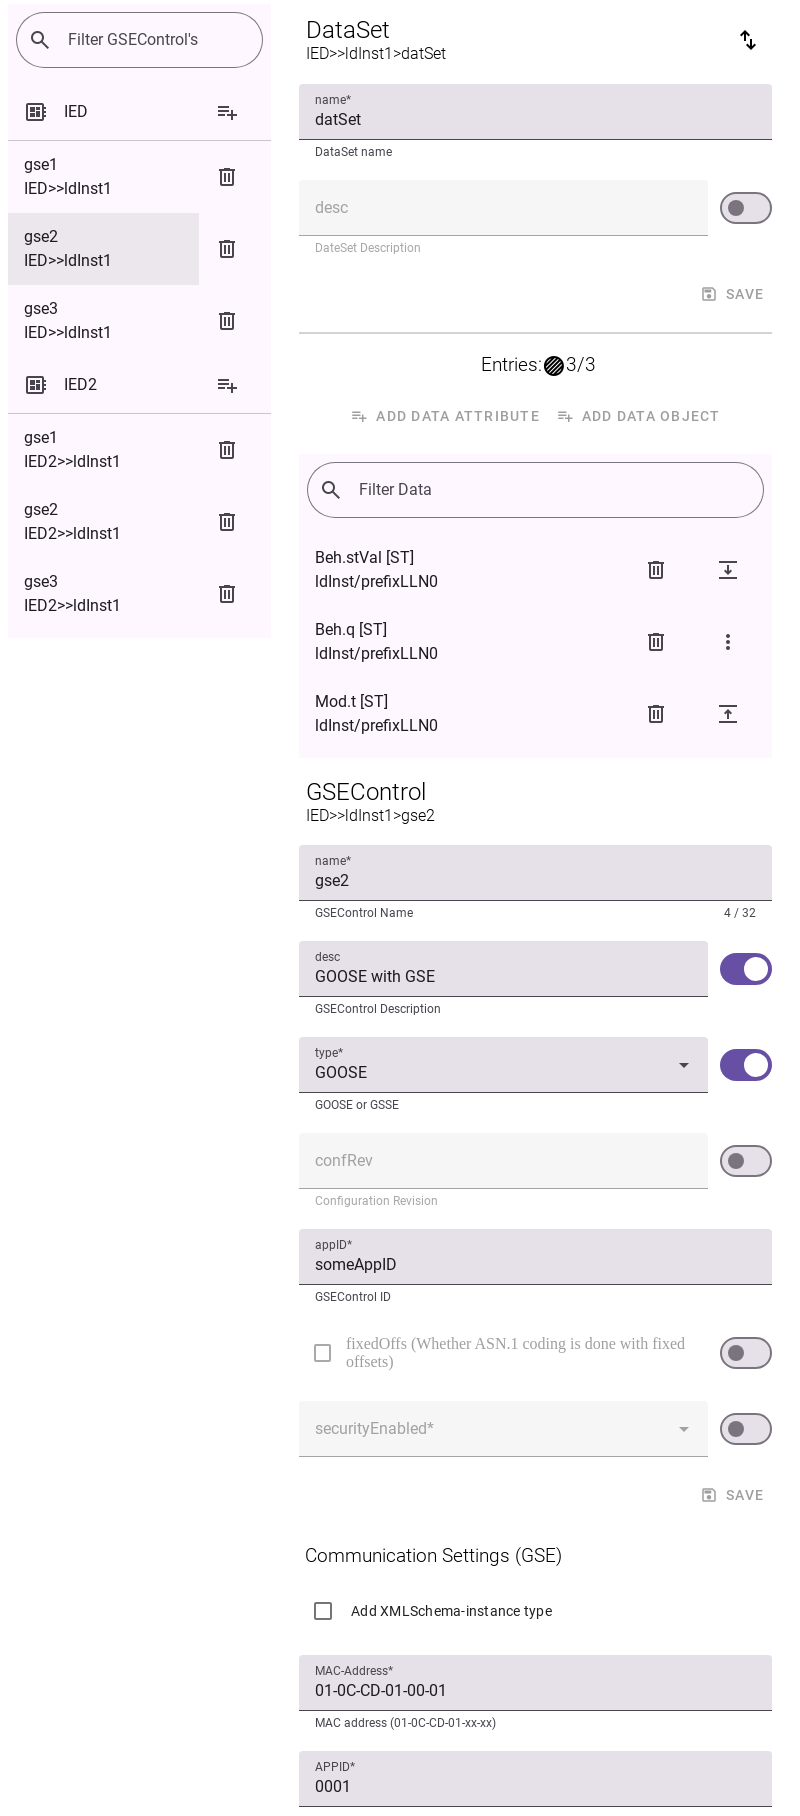 Filter GSEControl's
IED
gse1
IED>>ldInst1
gse2
IED>>ldInst1
gse3
IED>>ldInst1
IED2
gse1
IED2>>ldInst1
gse2
IED2>>ldInst1
gse3
IED2>>ldInst1
DataSet
IED>>ldInst1>datSet
name*
datSet
DataSet name
desc
DateSet Description
SAVE
Entries: 3/3
ADD DATA ATTRIBUTE ADD DATA OBJECT
Filter Data
Beh.stVal [ST]
ldInst/prefixLLN0
Beh.q [ST]
ldInst/prefixLLN0
Mod.t [ST]
ldInst/prefixLLN0
GSEControl
IED>>ldInst1>gse2
name*
gse2
GSEControl Name 4 / 32
desc
GOOSE with GSE
GSEControl Description
type*
GOOSE
GOOSE or GSSE
confRev
Configuration Revision
appID*
someAppID
GSEControl ID
fixedOffs (Whether ASN.1 coding is done with fixed
offsets)
securityEnabled*
SAVE
Communication Settings (GSE)
Add XMLSchema-instance type
MAC-Address*
01-0C-CD-01-00-01
MAC address (01-0C-CD-01-xx-xx)
APPID*
0001